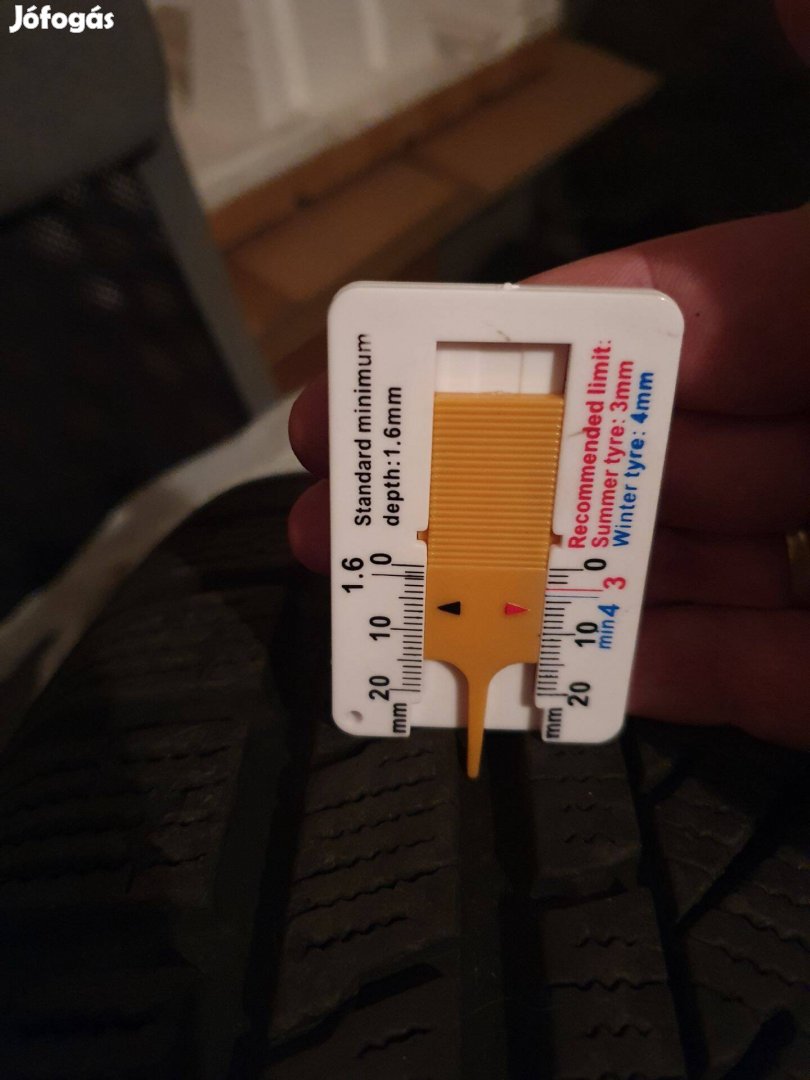 Jófogás
Standard minimum
depth:1.6mm
Recommended limit:
Summer tyre: 3mm
Winter tyre: 4mm
1.6
0
10
20
mm
0
3
min4
10
20
mm